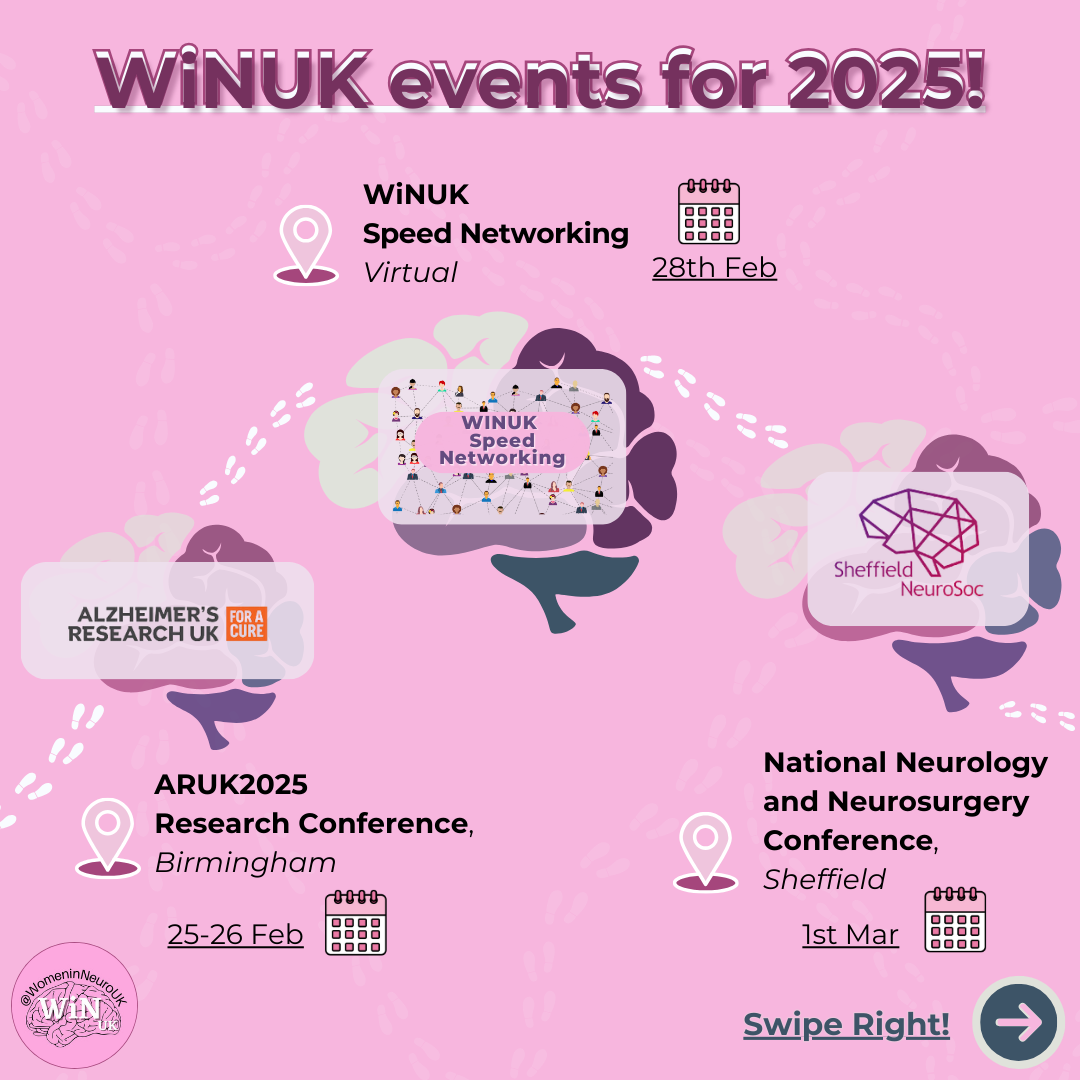 WiNUK events for 2025!
WiNUK
Speed Networking
Virtual
28th Feb
WINUK
Speed
Networking
Sheffield
NeuroSoc
ALZHEIMER'S
RESEARCH UK
FOR A
CURE
ARUK2025
Research Conference,
Birmingham
25-26 Feb
National Neurology
and Neurosurgery
Conference,
Sheffield
1st Mar
@WomeninNeuroUK
WiN
UK
Swipe Right!